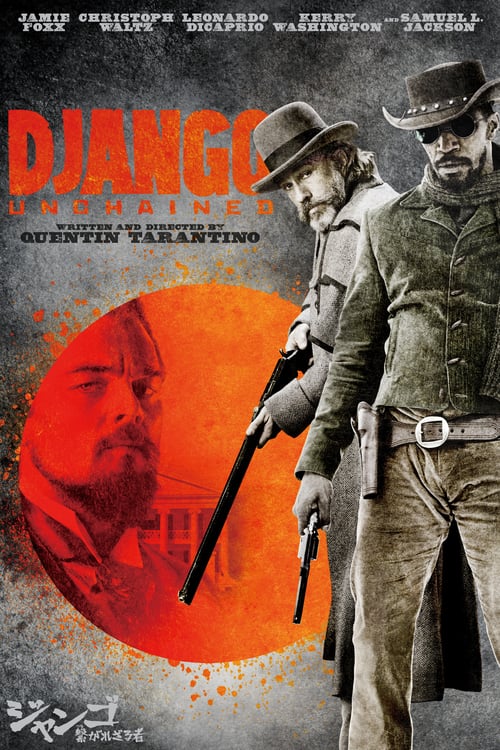 JAMIE FOXX CHRISTOPH WALTZ LEONARDO DICAPRIO KERRY WASHINGTON AND SAMUEL L. JACKSON
DJANGO
UNCHAINED
WRITTEN AND DIRECTED BY
QUENTIN TARANTINO
ジャンゴ
繋がれざる者